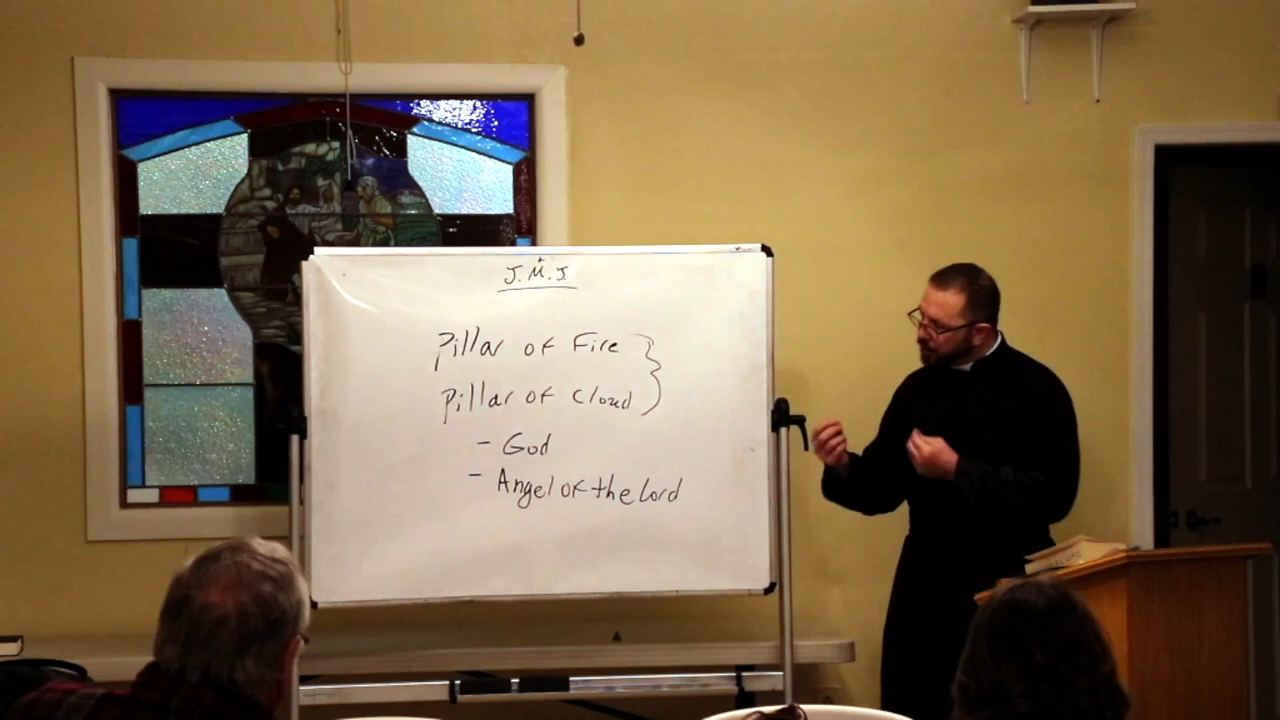 J.M.J.
Pillar of Fire
Pillar of Cloud
- God
- Angel of the Lord